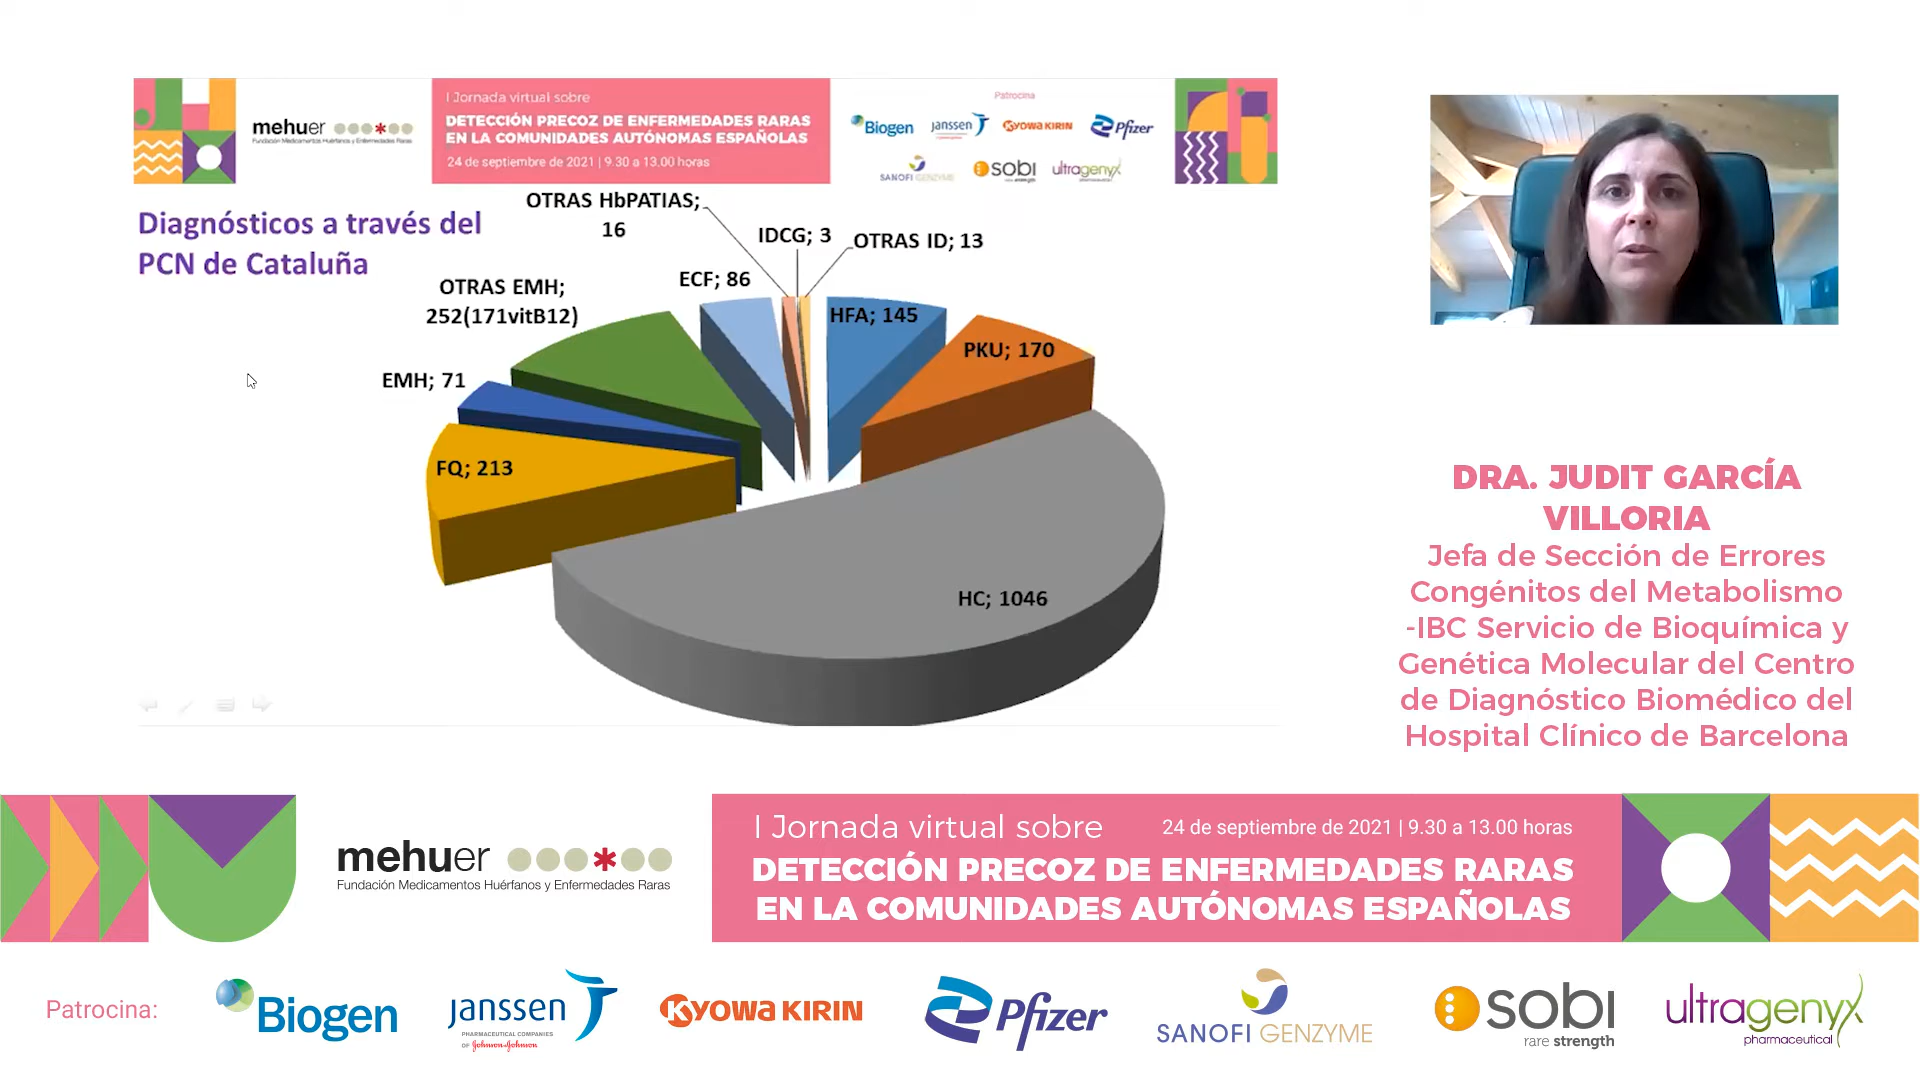 mehuer
Fundación Medicamentos Huérfanos y Enfermedades Raras
I Jornada virtual sobre
DETECCIÓN PRECOZ DE ENFERMEDADES RARAS
EN LA COMUNIDADES AUTÓNOMAS ESPAÑOLAS
24 de septiembre de 2021 | 9.30 a 13.00 horas
Patrocina
Biogen
janssen
KYOWA KIRIN
Pfizer
SANOFI GENZYME
sobi
rare strength
ultragenyx
Diagnósticos a través del
PCN de Cataluña
OTRAS HbPATIAS;
16
IDCG; 3
OTRAS ID; 13
ECF; 86
OTRAS EMH;
252(171vitB12)
HFA; 145
PKU; 170
EMH; 71
FQ; 213
HC; 1046
DRA. JUDIT GARCÍA
VILLORIA
Jefa de Sección de Errores
Congénitos del Metabolismo
-IBC Servicio de Bioquímica y
Genética Molecular del Centro
de Diagnóstico Biomédico del
Hospital Clínico de Barcelona
mehuer
Fundación Medicamentos Huérfanos y Enfermedades Raras
I Jornada virtual sobre
24 de septiembre de 2021 | 9.30 a 13.00 horas
DETECCIÓN PRECOZ DE ENFERMEDADES RARAS
EN LA COMUNIDADES AUTÓNOMAS ESPAÑOLAS
Patrocina:
Biogen
janssen
PHARMACEUTICAL COMPANIES
OF Johnson & Johnson
KYOWA KIRIN
Pfizer
SANOFI GENZYME
sobi
rare strength
ultragenyx
pharmaceutical